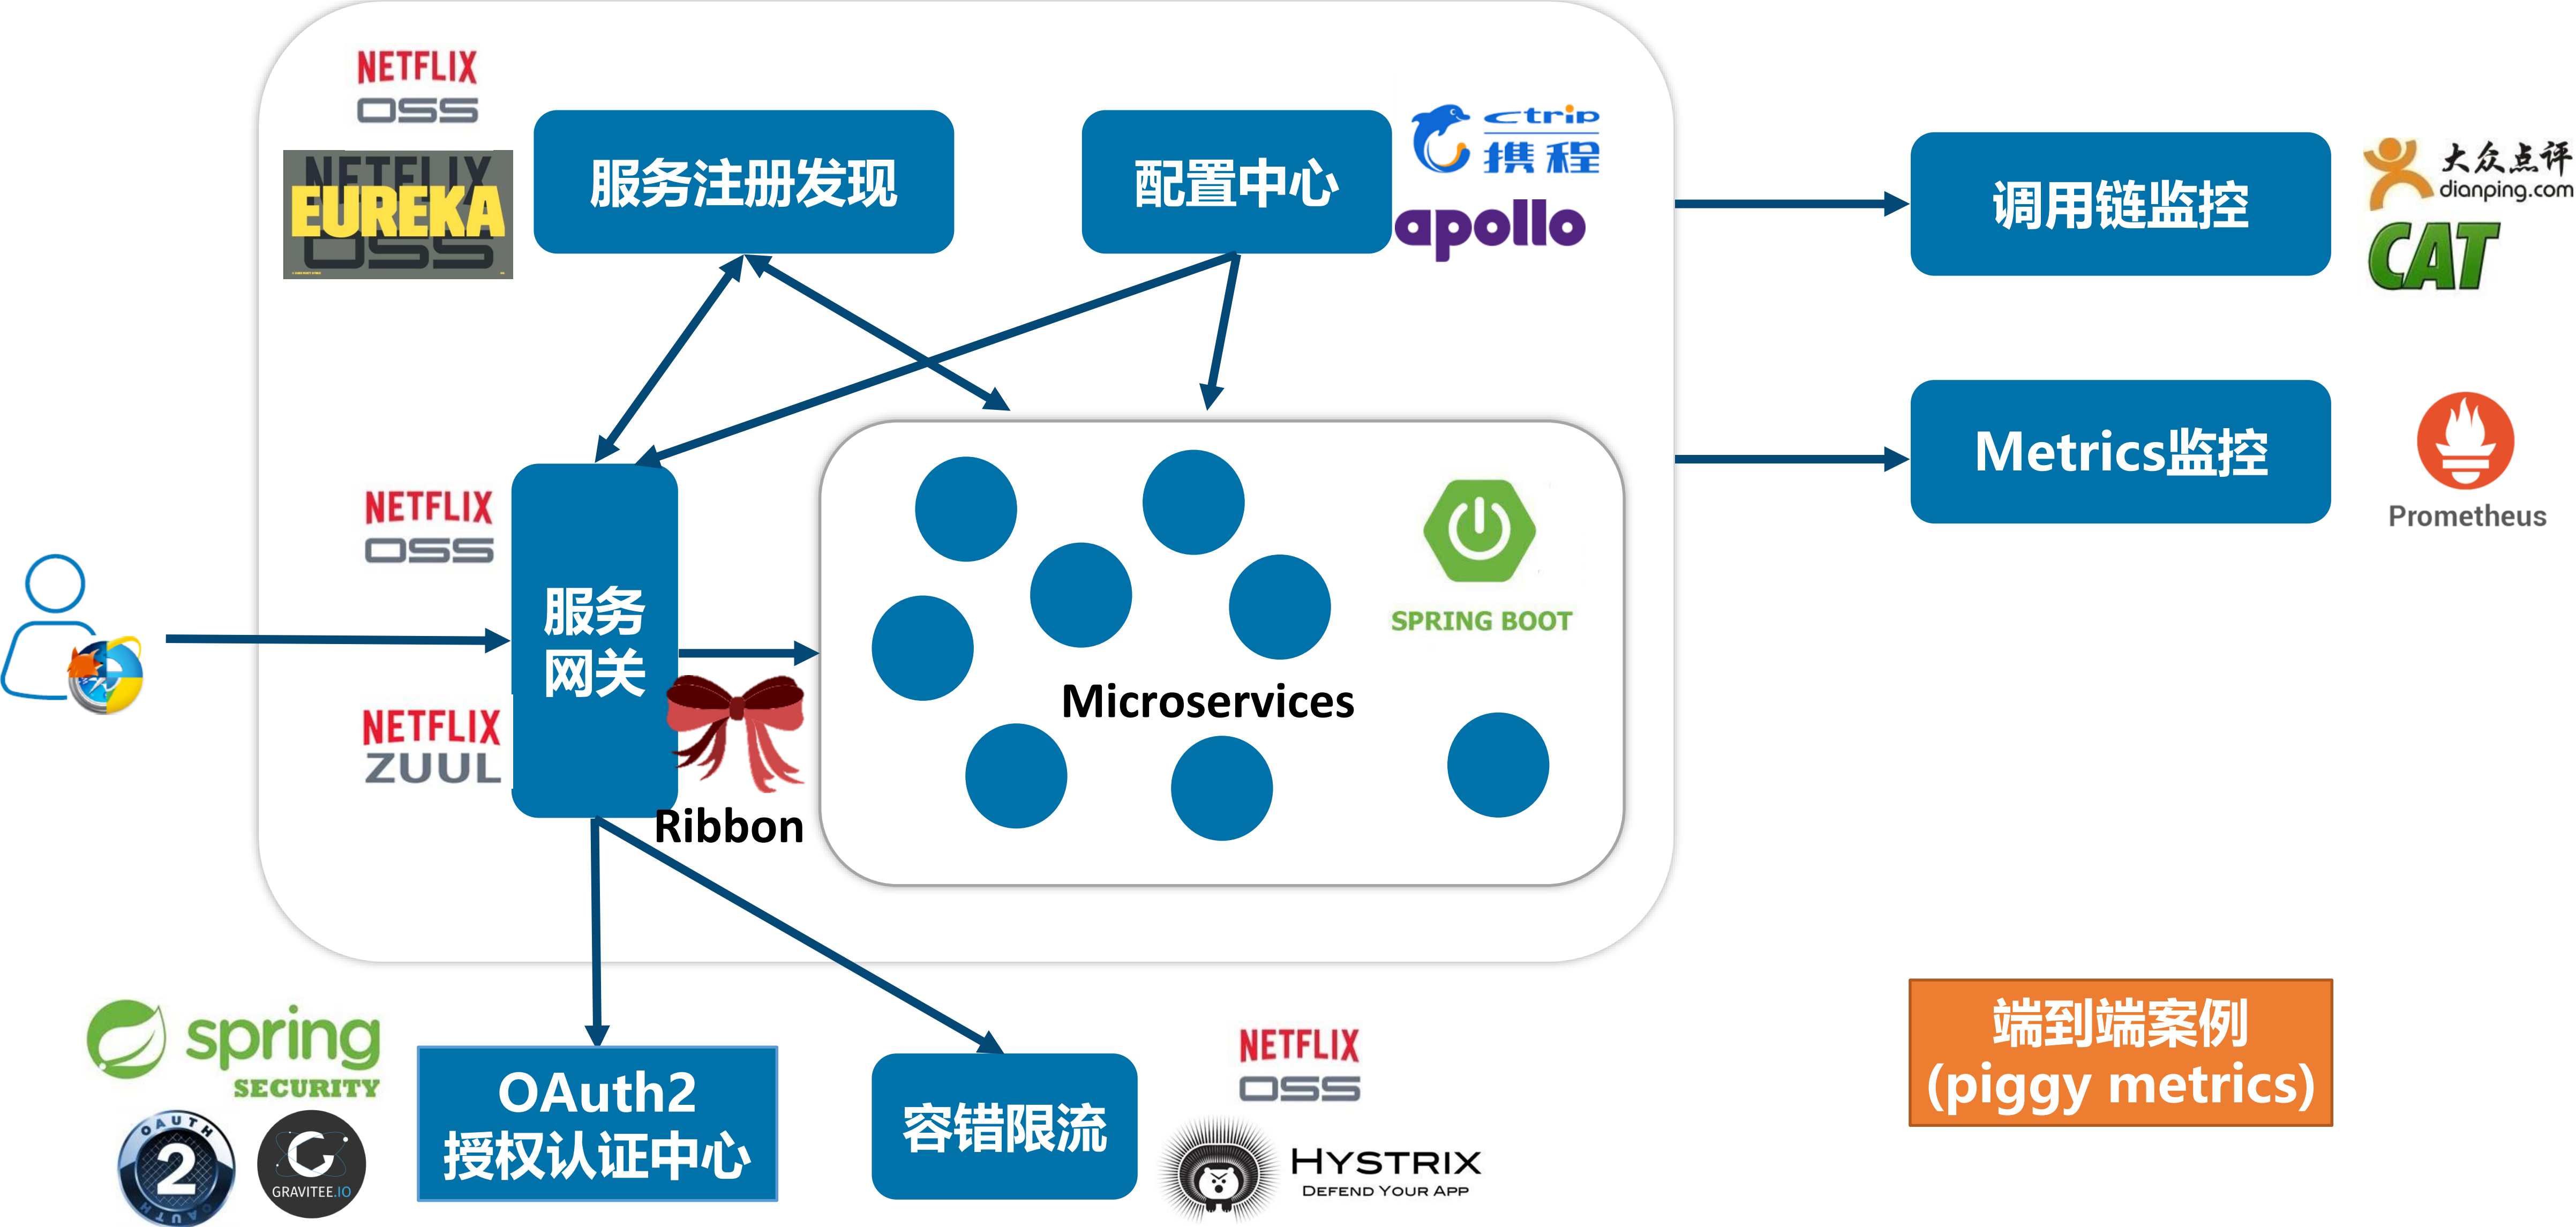 NETFLIX
OSS
NETFLIX
EUREKA
OSS
服务注册发现
配置中心
ctrip
携程
apollo
调用链监控
大众点评
dianping.com
CAT
Metrics监控
Prometheus
NETFLIX
OSS
服务
网关
NETFLIX
ZUUL
Ribbon
SPRING BOOT
Microservices
spring
SECURITY
OAUTH
2
OAUTH
GRAVITEE.IO
OAuth2
授权认证中心
容错限流
NETFLIX
OSS
HYSTRIX
DEFEND YOUR APP
端到端案例
(piggy metrics)